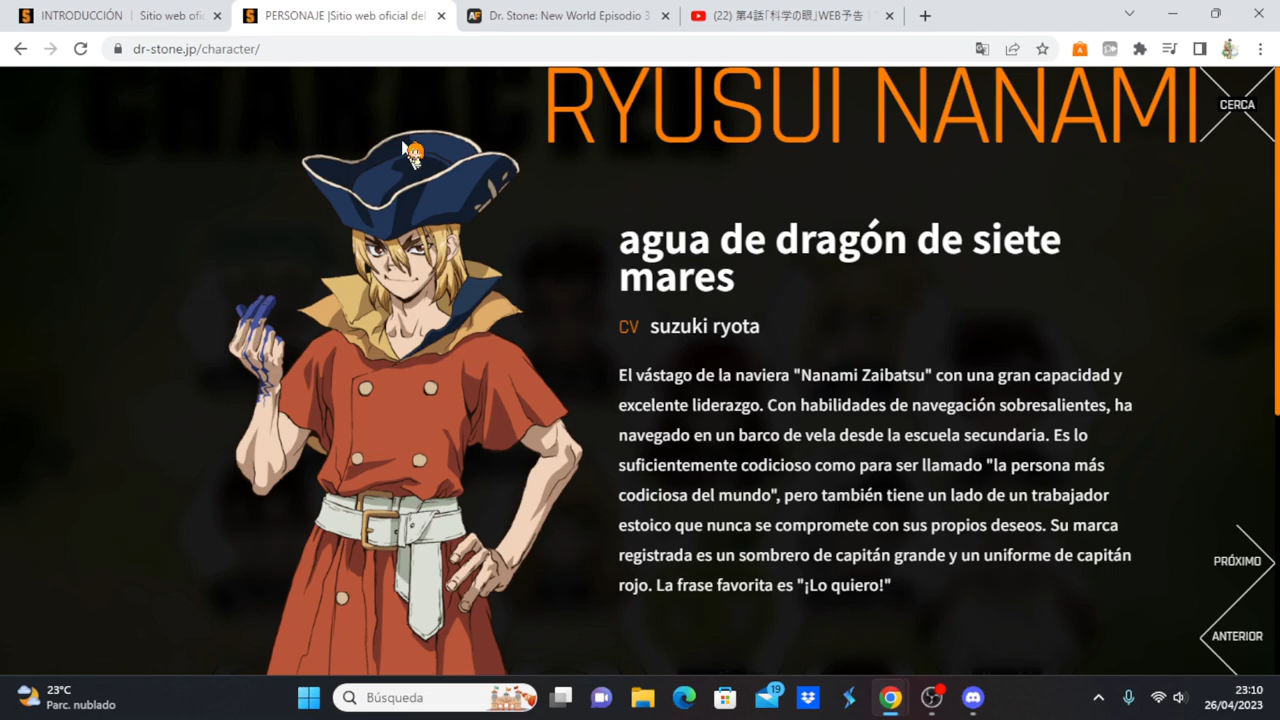 INTRODUCCIÓN | Sitio web ofic
PERSONAJE |Sitio web oficial del
Dr. Stone: New World Episodio 3
(22) 第4話「科学の眼」WEB予告 | T
dr-stone.jp/character/
RYUSUI NANAMI
CERCA
agua de dragón de siete
mares
CV suzuki ryota
El vástago de la naviera "Nanami Zaibatsu" con una gran capacidad y
excelente liderazgo. Con habilidades de navegación sobresalientes, ha
navegado en un barco de vela desde la escuela secundaria. Es lo
suficientemente codicioso como para ser llamado "la persona más
codiciosa del mundo", pero también tiene un lado de un trabajador
estoico que nunca se compromete con sus propios deseos. Su marca
registrada es un sombrero de capitán grande y un uniforme de capitán
rojo. La frase favorita es "¡Lo quiero!"
PRÓXIMO
ANTERIOR
23°C
Parc. nublado
Búsqueda
19
23:10
26/04/2023